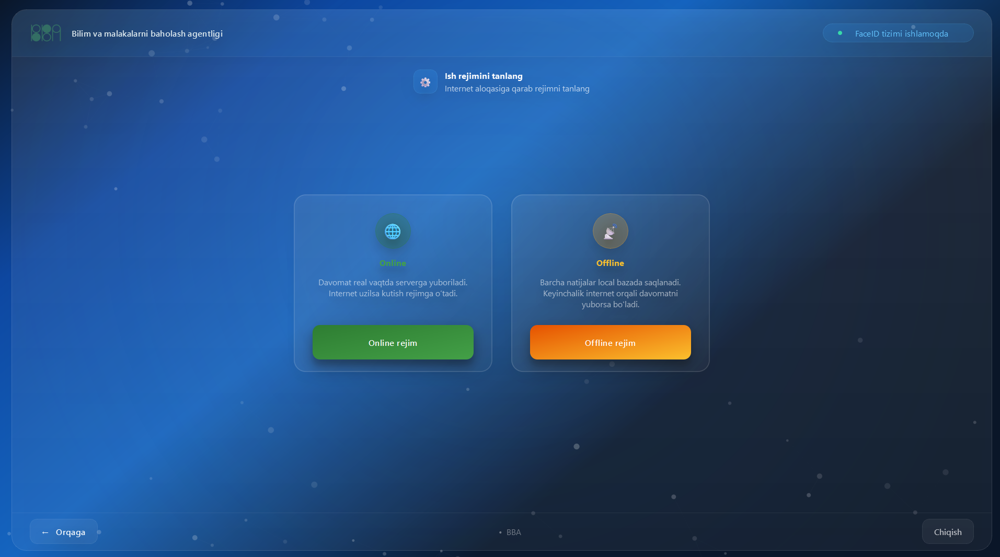 BBA
Bilim va malakalarni baholash agentligi
FaceID tizimi ishlamoqda
Ish rejimini tanlang
Internet aloqasiga qarab rejimni tanlang
Online
Davomat real vaqtda serverga yuboriladi.
Internet uzilsa kutish rejimga o‘tadi.
Online rejim
Offline
Barcha natijalar local bazada saqlanadi.
Keyinchalik internet orqali davomatni
yuborsa bo'ladi.
Offline rejim
← Orqaga
• BBA
Chiqish